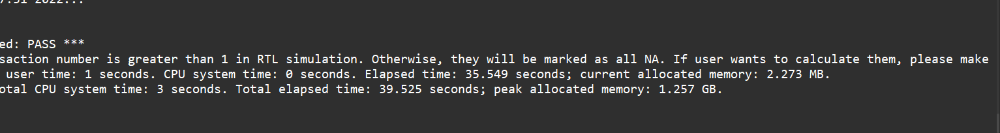 7:51 2022...
ed: PASS ***
saction number is greater than 1 in RTL simulation. Otherwise, they will be marked as all NA. If user wants to calculate them, please make
user time: 1 seconds. CPU system time: 0 seconds. Elapsed time: 35.549 seconds; current allocated memory: 2.273 MB.
otal CPU system time: 3 seconds. Total elapsed time: 39.525 seconds; peak allocated memory: 1.257 GB.